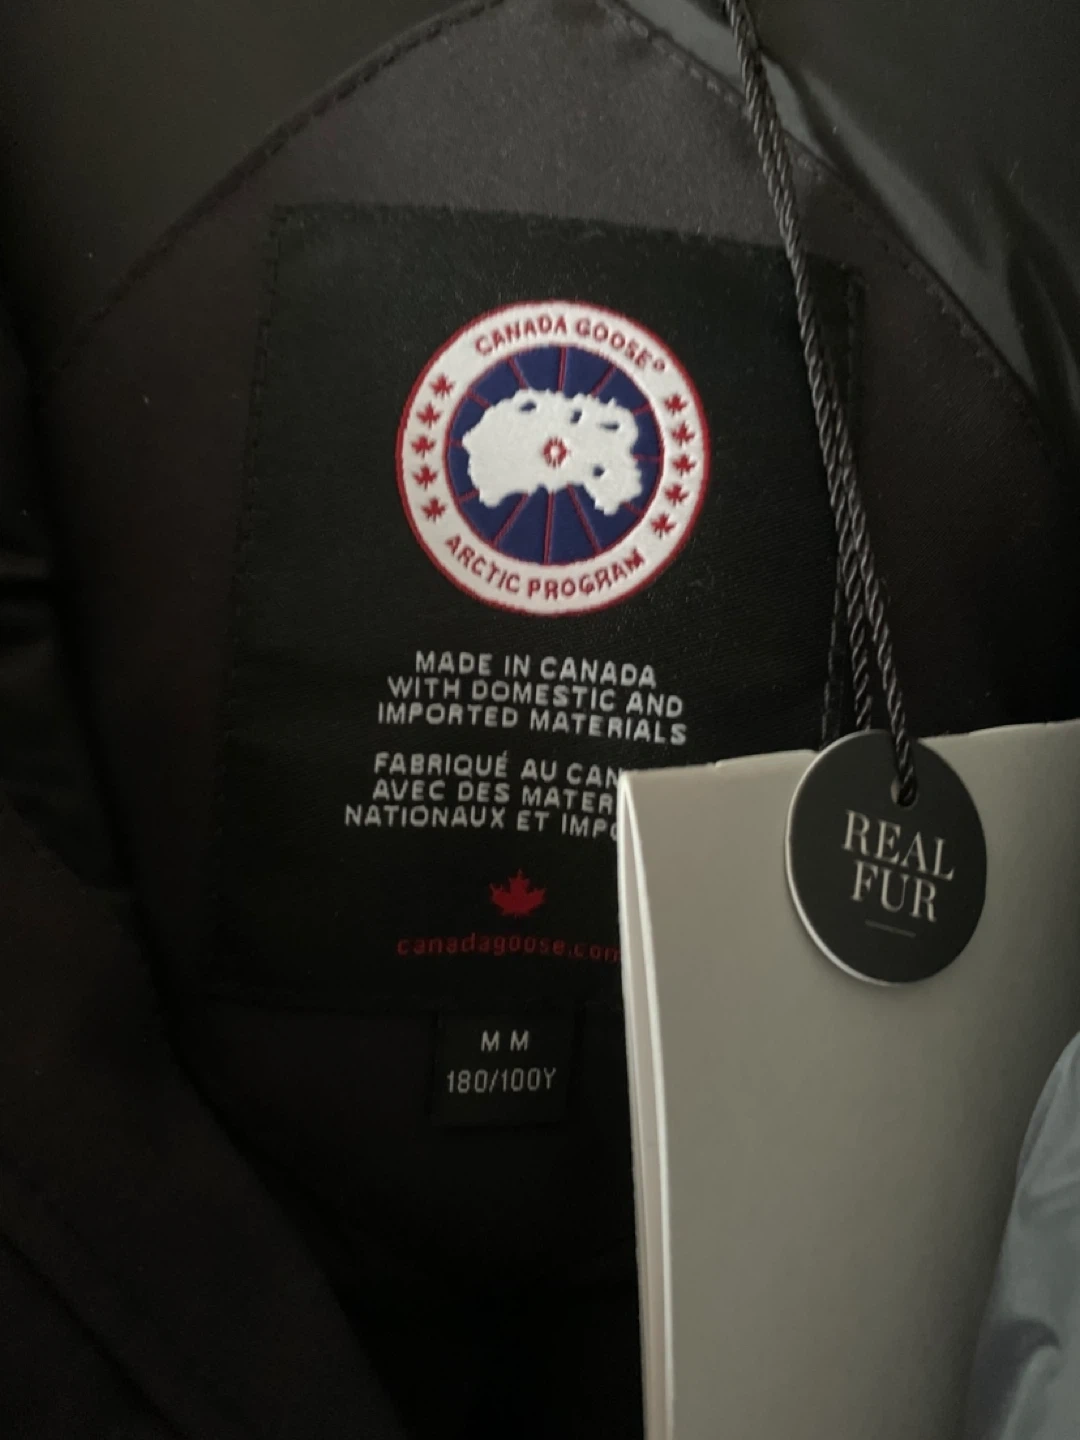 CANADA GOOSE®
ARCTIC PROGRAM
MADE IN CANADA
WITH DOMESTIC AND
IMPORTED MATERIALS
FABRIQUÉ AU CAN
AVEC DES MATER
NATIONAUX ET IMPO
canadagoose.com
M M
180/100Y
REAL
FUR